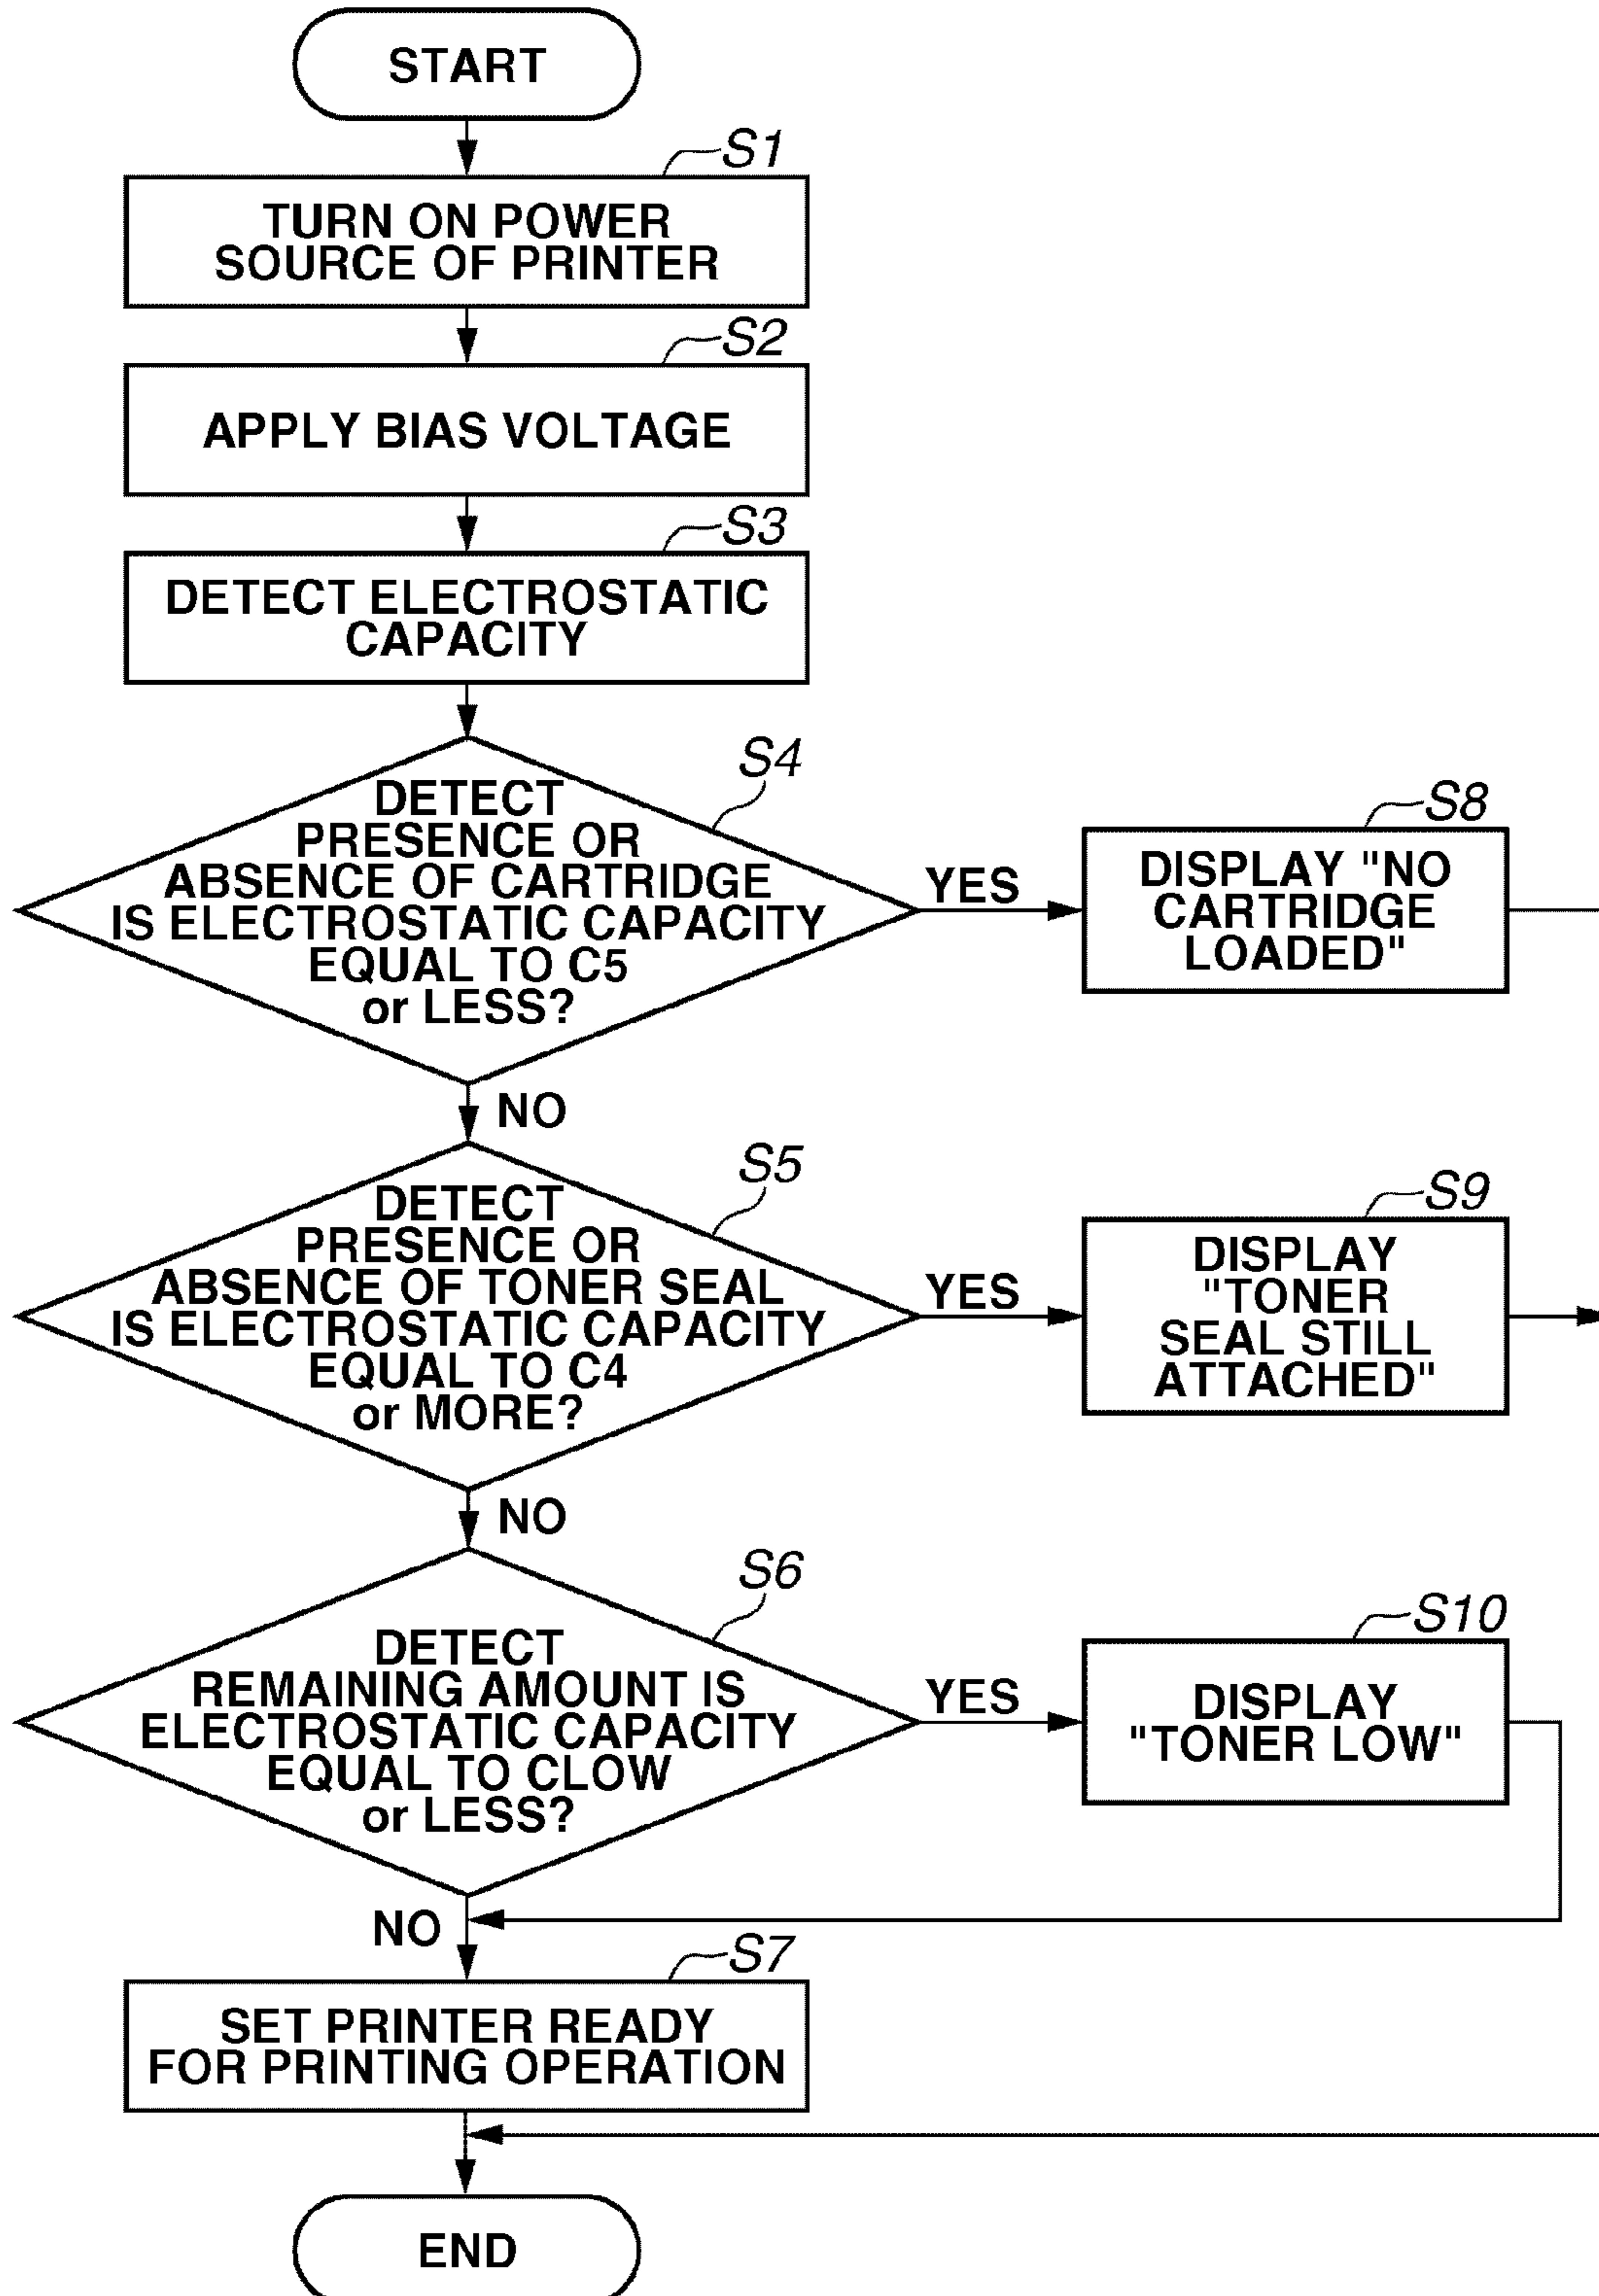 START
S1
TURN ON POWER
SOURCE OF PRINTER
S2
APPLY BIAS VOLTAGE
S3
DETECT ELECTROSTATIC
CAPACITY
S4
DETECT
PRESENCE OR
ABSENCE OF CARTRIDGE
IS ELECTROSTATIC CAPACITY
EQUAL TO C5
or LESS?
YES
S8
DISPLAY "NO
CARTRIDGE
LOADED"
NO
S5
DETECT
PRESENCE OR
ABSENCE OF TONER SEAL
IS ELECTROSTATIC CAPACITY
EQUAL TO C4
or MORE?
YES
S9
DISPLAY
"TONER
SEAL STILL
ATTACHED"
NO
S6
DETECT
REMAINING AMOUNT IS
ELECTROSTATIC CAPACITY
EQUAL TO CLOW
or LESS?
YES
S10
DISPLAY
"TONER LOW"
NO
S7
SET PRINTER READY
FOR PRINTING OPERATION
END